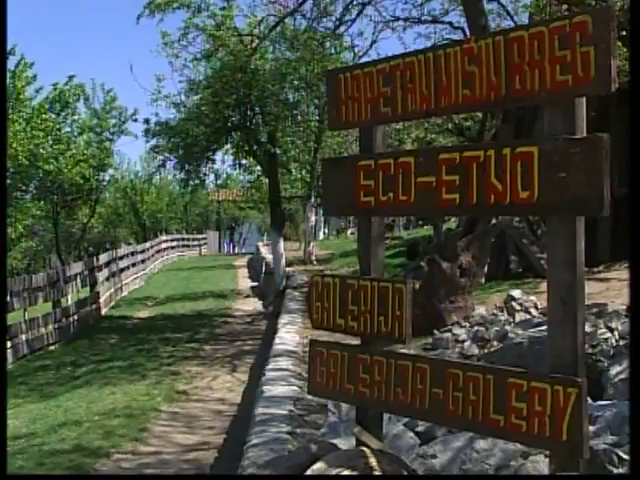 KAPETAN MIŠIN BREG
ECO-ETNO
GALERIJA
GALERIJA-GALERY